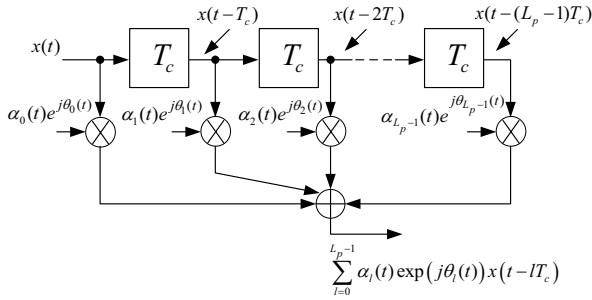 x(t-T_c) x(t-2T_c) x(t-(L_p-1)T_c)
x(t) T_c T_c T_c
α_0(t)e^{jθ_0(t)} α_1(t)e^{jθ_1(t)} α_2(t)e^{jθ_2(t)} α_{L_p-1}(t)e^{jθ_{L_p-1}(t)}
\sum_{l=0}^{L_p-1} α_l(t) exp(jθ_l(t)) x(t-lT_c)